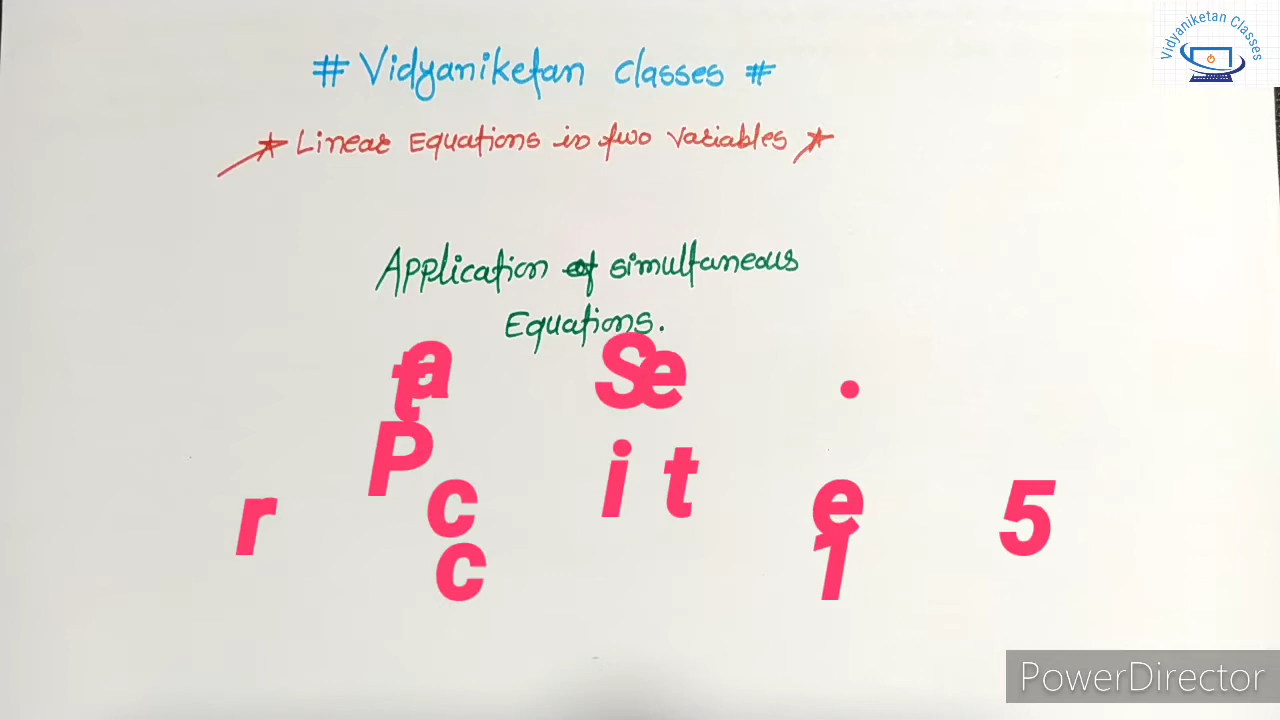 Vidyaniketan Classes
# Vidyaniketan classes #
Linear Equations in two variables
Application of simultaneous
Equations.
PowerDirector